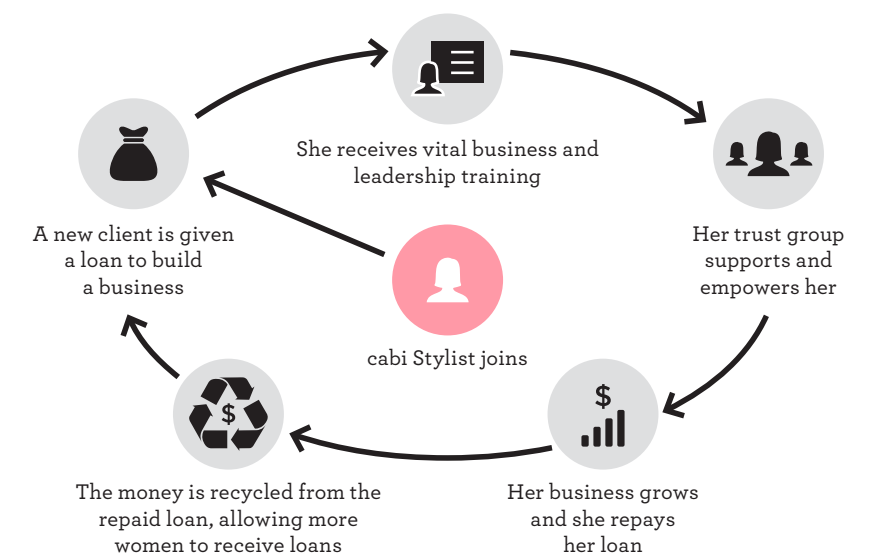 She receives vital business and
leadership training
A new client is given
a loan to build
a business
Her trust group
supports and
empowers her
cabi Stylist joins
$
$
The money is recycled from the
repaid loan, allowing more
women to receive loans
Her business grows
and she repays
her loan